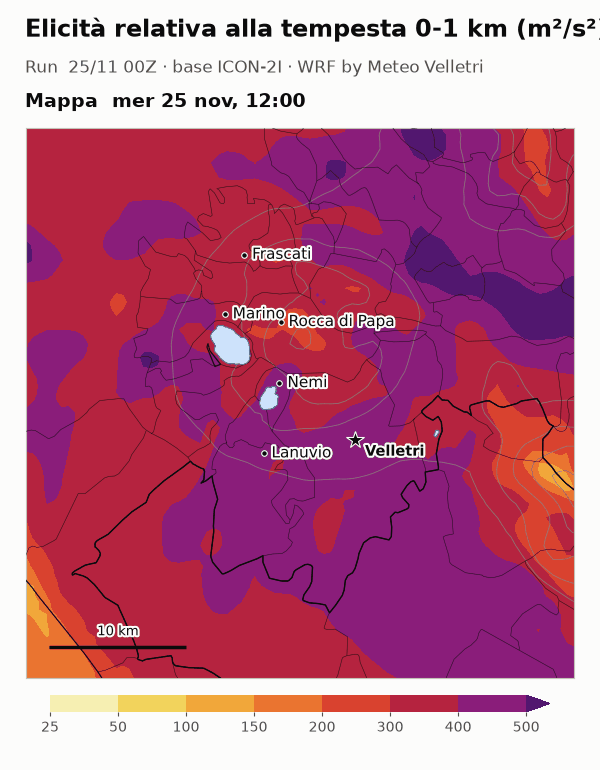 Elicità relativa alla tempesta 0-1 km (m²/s²)
Run  25/11 00Z · base ICON-2I · WRF by Meteo Velletri
Mappa  mer 25 nov, 12:00
Frascati
Marino
Rocca di Papa
Nemi
Lanuvio
Velletri
10 km
25 50 100 150 200 300 400 500